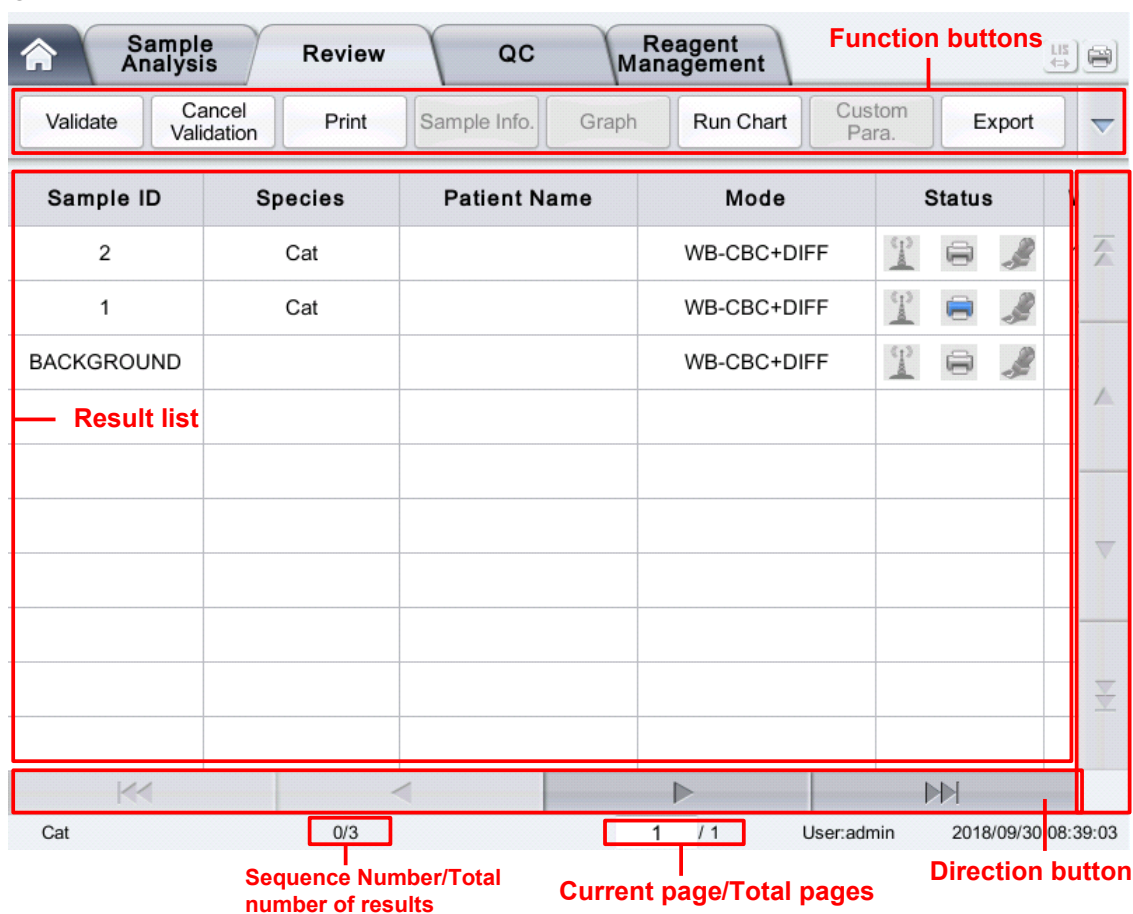 Sample
Analysis
Review
QC
Reagent
Management
Function buttons
LIS
Validate
Cancel
Validation
Print
Sample Info.
Graph
Run Chart
Custom
Para.
Export
Sample ID
Species
Patient Name
Mode
Status
2
Cat
WB-CBC+DIFF
1
Cat
WB-CBC+DIFF
BACKGROUND
WB-CBC+DIFF
Result list
Cat
0/3
1 / 1
User:admin
2018/09/30 08:39:03
Sequence Number/Total
number of results
Current page/Total pages
Direction button